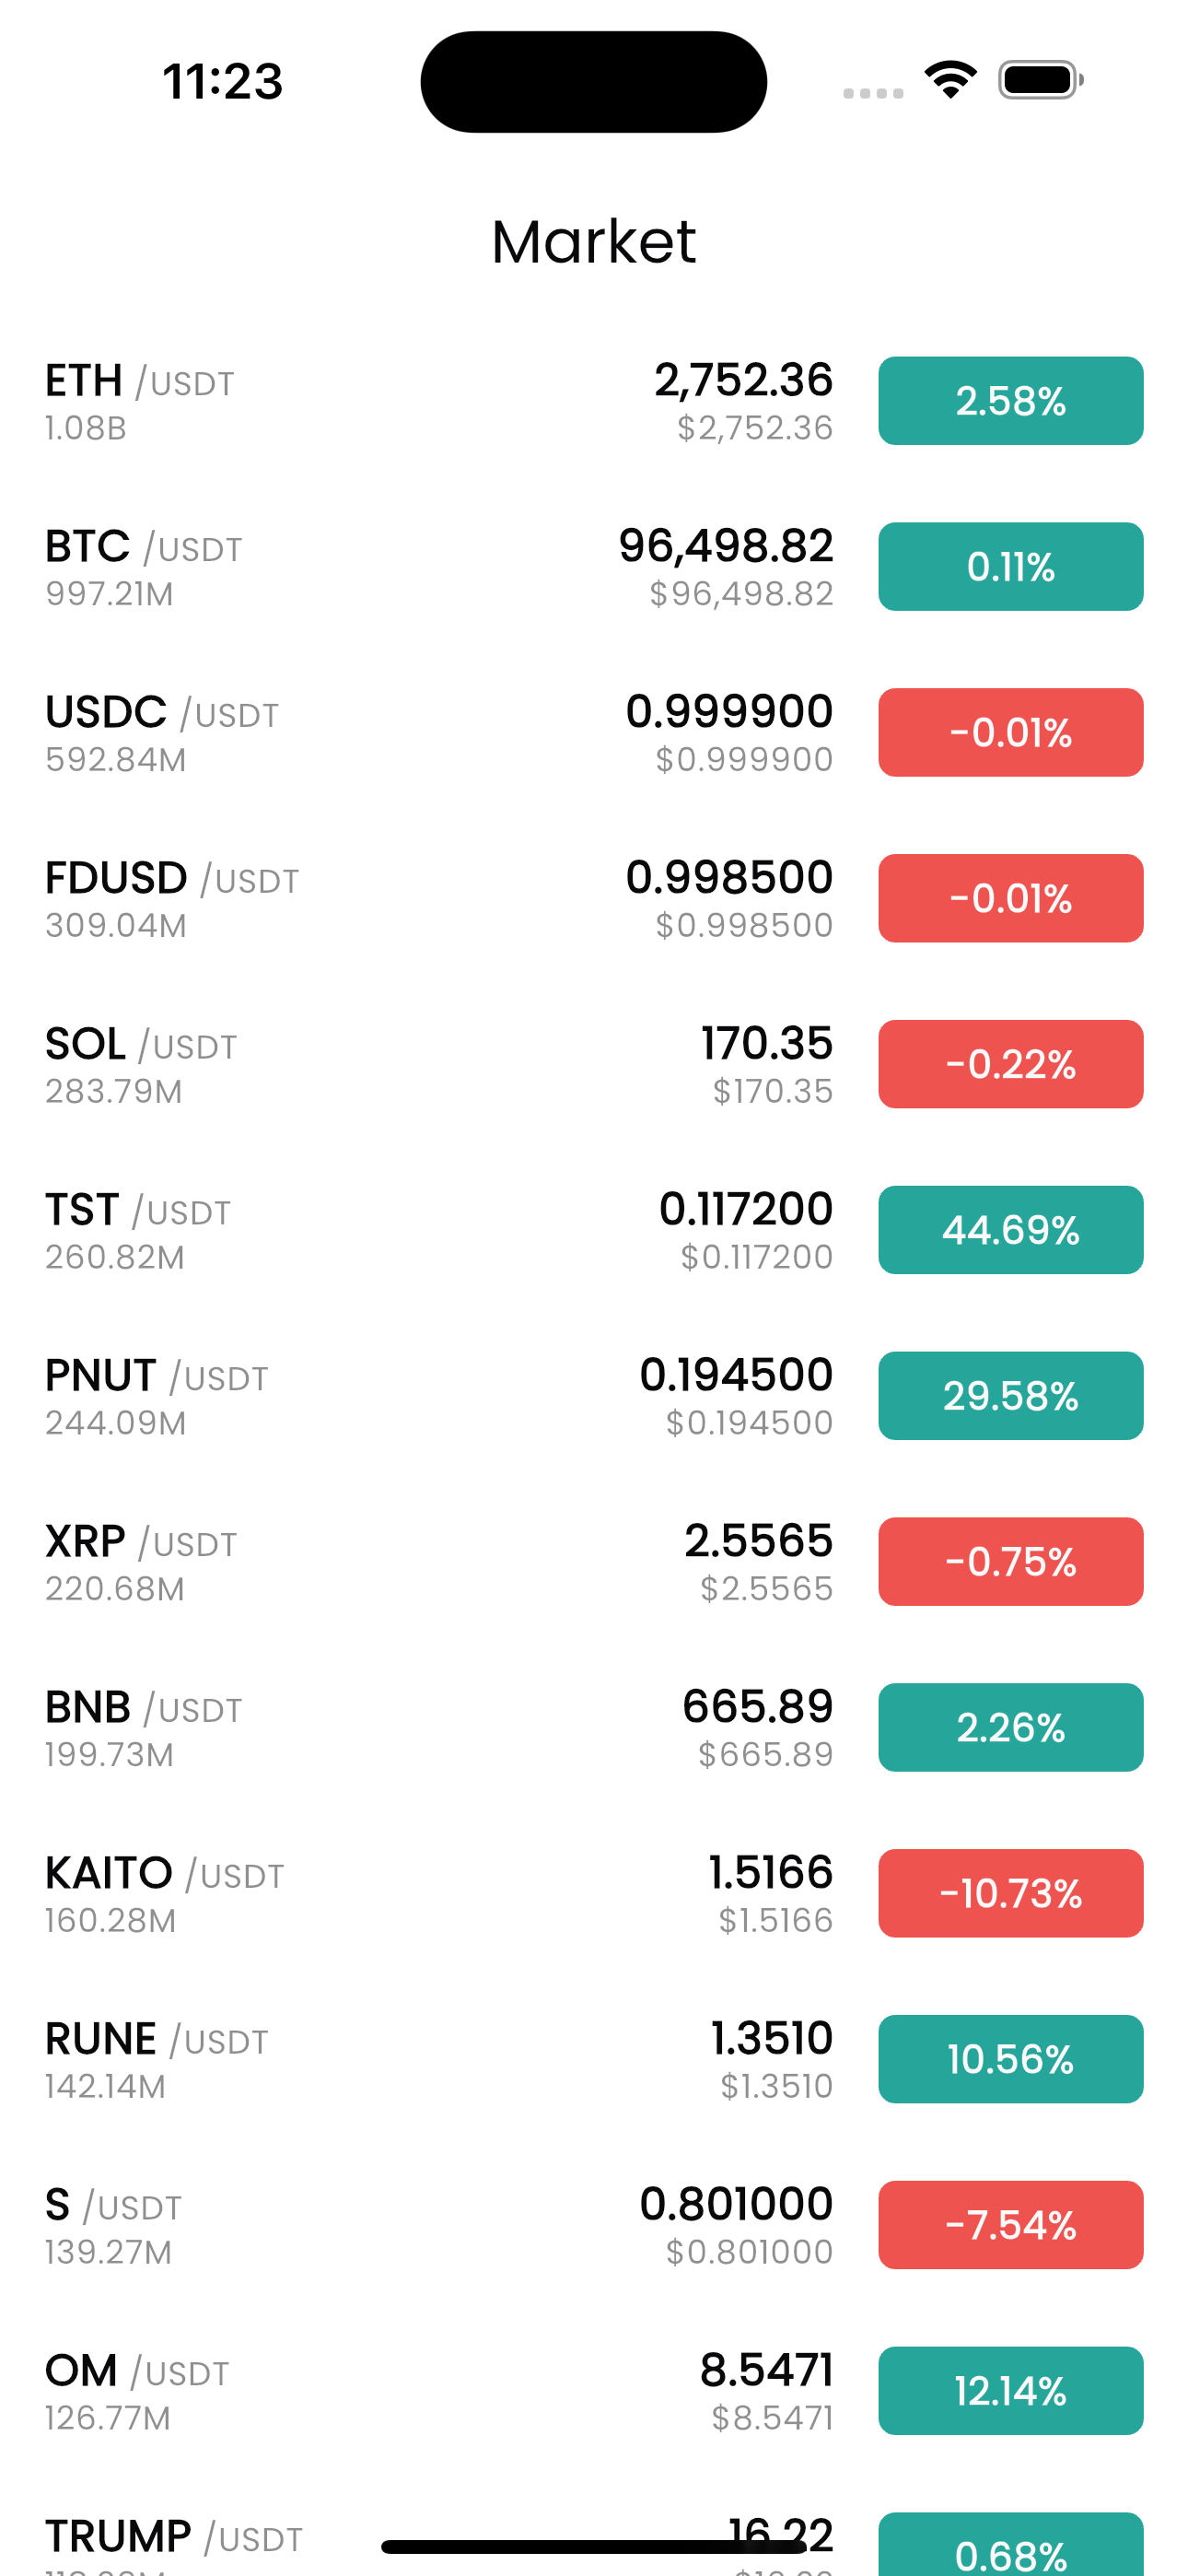 11:23
Market
ETH /USDT 2,752.36 2.58%
1.08B $2,752.36
BTC /USDT 96,498.82 0.11%
997.21M $96,498.82
USDC /USDT 0.999900 -0.01%
592.84M $0.999900
FDUSD /USDT 0.998500 -0.01%
309.04M $0.998500
SOL /USDT 170.35 -0.22%
283.79M $170.35
TST /USDT 0.117200 44.69%
260.82M $0.117200
PNUT /USDT 0.194500 29.58%
244.09M $0.194500
XRP /USDT 2.5565 -0.75%
220.68M $2.5565
BNB /USDT 665.89 2.26%
199.73M $665.89
KAITO /USDT 1.5166 -10.73%
160.28M $1.5166
RUNE /USDT 1.3510 10.56%
142.14M $1.3510
S /USDT 0.801000 -7.54%
139.27M $0.801000
OM /USDT 8.5471 12.14%
126.77M $8.5471
TRUMP /USDT 16.22 0.68%